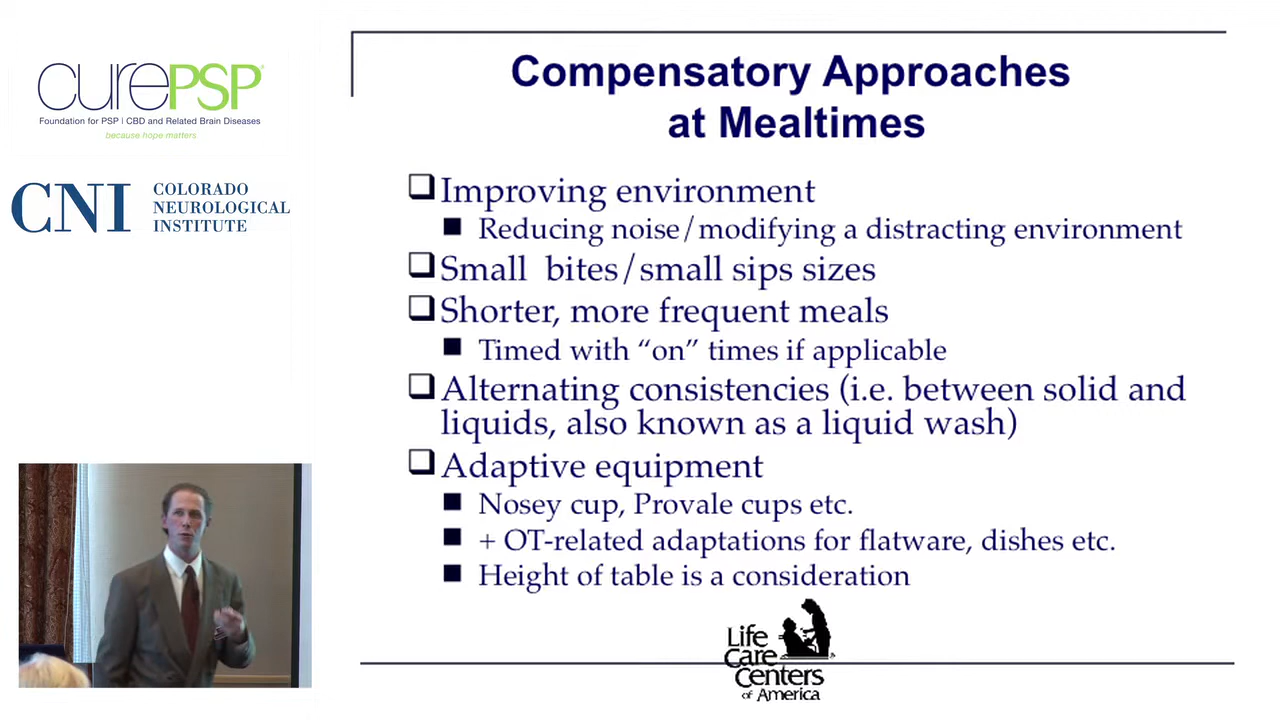 curePSP®
Foundation for PSP | CBD and Related Brain Diseases
because hope matters
CNI COLORADO
NEUROLOGICAL
INSTITUTE
Compensatory Approaches
at Mealtimes
Improving environment
Reducing noise/modifying a distracting environment
Small bites/small sips sizes
Shorter, more frequent meals
Timed with “on” times if applicable
Alternating consistencies (i.e. between solid and
liquids, also known as a liquid wash)
Adaptive equipment
Nosey cup, Provale cups etc.
+ OT-related adaptations for flatware, dishes etc.
Height of table is a consideration
Life
Care
Centers
of America